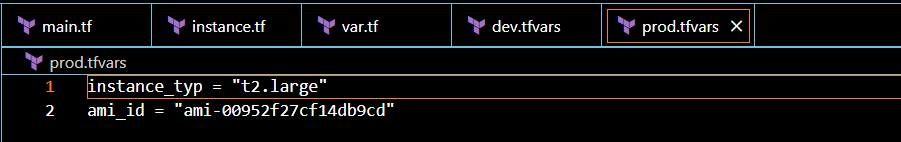 main.tf instance.tf var.tf dev.tfvars prod.tfvars
prod.tfvars
1 instance_typ = "t2.large"
2 ami_id = "ami-00952f27cf14db9cd"